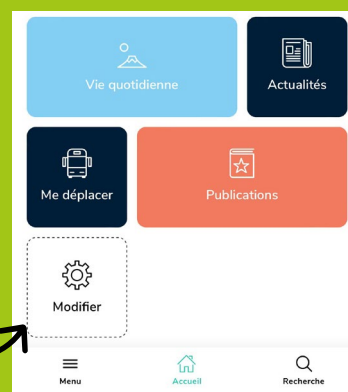 Vie quotidienne
Actualités
Me déplacer
Publications
Modifier
Menu
Accueil
Recherche